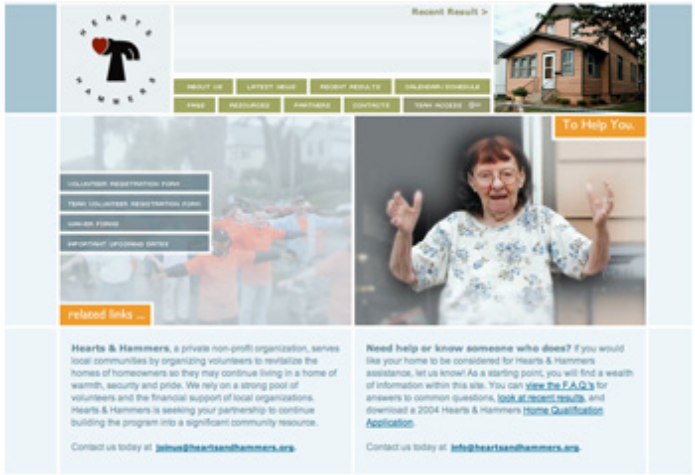 HEARTS
HAMMERS
Recent Result >
ABOUT US
LATEST NEWS
RECENT RESULTS
CALENDAR/SCHEDULE
FAQS
RESOURCES
PARTNERS
CONTACTS
TEAM ACCESS
To Help You.
VOLUNTEER REGISTRATION FORM
TEAM VOLUNTEER REGISTRATION FORM
WAIVER FORMS
IMPORTANT UPCOMING DATES
related links ...
Hearts & Hammers, a private non-profit organization, serves
local communities by organizing volunteers to revitalize the
homes of homeowners so they may continue living in a home of
warmth, security and pride. We rely on a strong pool of
volunteers and the financial support of local organizations.
Hearts & Hammers is seeking your partnership to continue
building the program into a significant community resource.
Contact us today at joinus@heartsandhammers.org.
Need help or know someone who does? If you would
like your home to be considered for Hearts & Hammers
assistance, let us know! As a starting point, you will find a wealth
of information within this site. You can view the F.A.Q.'s for
answers to common questions, look at recent results, and
download a 2004 Hearts & Hammers Home Qualification
Application.
Contact us today at info@heartsandhammers.org.